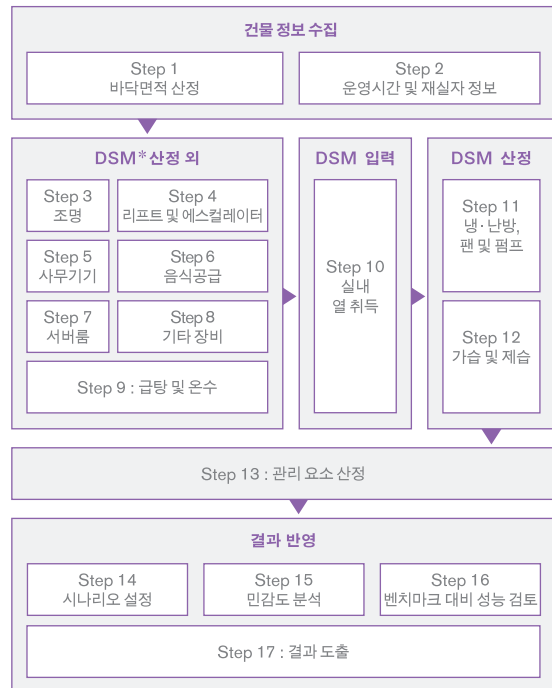 건물 정보 수집
Step 1
바닥면적 산정
Step 2
운영시간 및 재실자 정보
DSM* 산정 외
Step 3
조명
Step 4
리프트 및 에스컬레이터
Step 5
사무기기
Step 6
음식공급
Step 7
서버룸
Step 8
기타 장비
Step 9 : 급탕 및 온수
DSM 입력
Step 10
실내
열 취득
DSM 산정
Step 11
냉·난방,
팬 및 펌프
Step 12
가습 및 제습
Step 13 : 관리 요소 산정
결과 반영
Step 14
시나리오 설정
Step 15
민감도 분석
Step 16
벤치마크 대비 성능 검토
Step 17 : 결과 도출